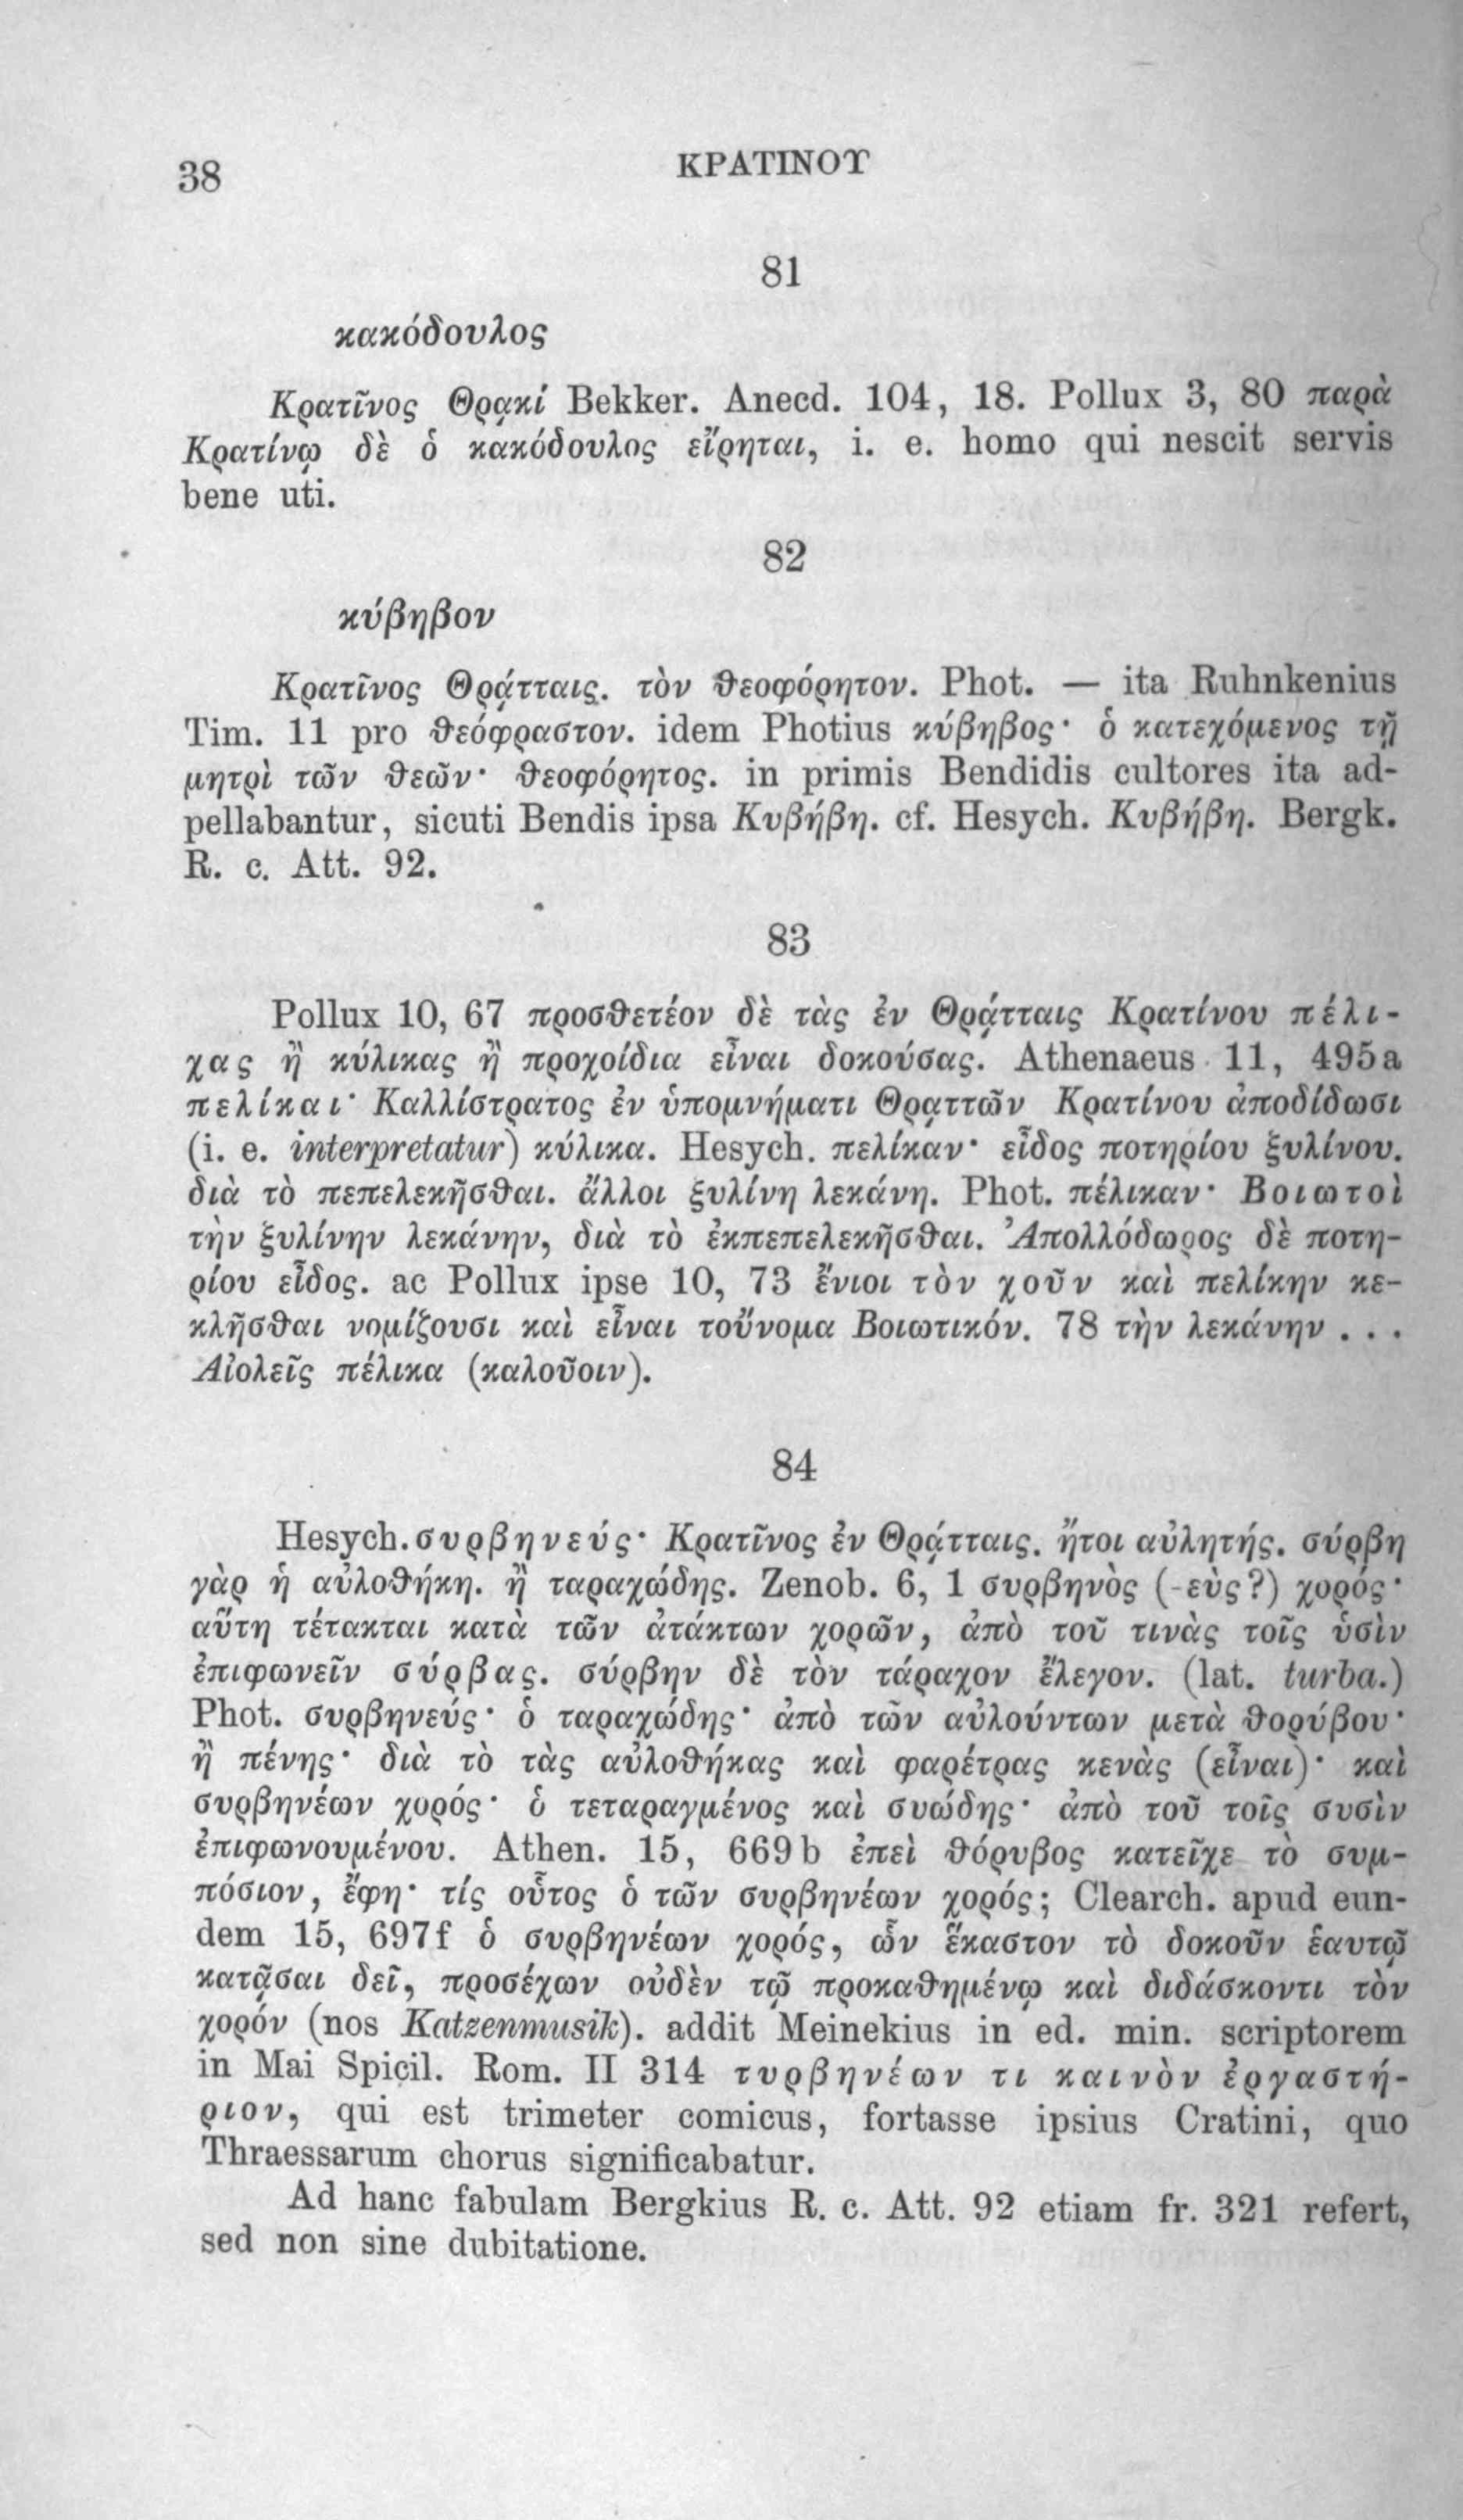 38
ΚΡΑΤΙΝΟΥ
81
κακόδουλος
Κρατῖνος Θρᾳκί Bekker. Anecd. 104, 18. Pollux 3, 80 παρὰ
Κρατίνῳ δὲ ὁ κακόδουλος εἴρηται, i. e. homo qui nescit servis
bene uti.
82
κύβηβον
Κρατῖνος Θρᾴτταις. τὸν θεοφόρητον. Phot. — ita Ruhnkenius
Tim. 11 pro θεόφραστον. idem Photius κύβηβος· ὁ κατεχόμενος τῇ
μητρὶ τῶν θεῶν· θεοφόρητος. in primis Bendidis cultores ita ad-
pellabantur, sicuti Bendis ipsa Κυβήβη. cf. Hesych. Κυβήβη. Bergk.
R. c. Att. 92.
83
Pollux 10, 67 προσθετέον δὲ τὰς ἐν Θρᾴτταις Κρατίνου πέλι-
χας ἢ κύλικας ἢ προχοίδια εἶναι δοκούσας. Athenaeus 11, 495a
πελίκαι· Καλλίστρατος ἐν ὑπομνήματι Θρᾳττῶν Κρατίνου ἀποδίδωσι
(i. e. interpretatur) κύλικα. Hesych. πελίκαν· εἶδος ποτηρίου ξυλίνου.
διὰ τὸ πεπελεκῆσθαι. ἄλλοι ξυλίνη λεκάνη. Phot. πέλικαν· Βοιωτοὶ
τὴν ξυλίνην λεκάνην, διὰ τὸ ἐκπεπελεκῆσθαι. Ἀπολλόδωρος δὲ ποτη-
ρίου εἶδος. ac Pollux ipse 10, 73 ἔνιοι τὸν χοῦν καὶ πελίκην κε-
κλῆσθαι νομίζουσι καὶ εἶναι τοὔνομα Βοιωτικόν. 78 τὴν λεκάνην . . .
Αἰολεῖς πέλικα (καλοῦοιν).
84
Hesych. συρβηνεύς· Κρατῖνος ἐν Θρᾴτταις. ἤτοι αὐλητής. σύρβη
γὰρ ἡ αὐλοθήκη. ἢ ταραχώδης. Zenob. 6, 1 συρβηνὸς (-εὺς?) χορός·
αὕτη τέτακται κατὰ τῶν ἀτάκτων χορῶν, ἀπὸ τοῦ τινὰς τοῖς ὑσὶν
ἐπιφωνεῖν σύρβας. σύρβην δὲ τὸν τάραχον ἔλεγον. (lat. turba.)
Phot. συρβηνεύς· ὁ ταραχώδης· ἀπὸ τῶν αὐλούντων μετὰ θορύβου·
ἢ πένης· διὰ τὸ τὰς αὐλοθήκας καὶ φαρέτρας κενὰς (εἶναι)· καὶ
συρβηνέων χορός· ὁ τεταραγμένος καὶ συώδης· ἀπὸ τοῦ τοῖς συσὶν
ἐπιφωνουμένου. Athen. 15, 669b ἐπεὶ θόρυβος κατεῖχε τὸ συμ-
πόσιον, ἔφη· τίς οὗτος ὁ τῶν συρβηνέων χορός; Clearch. apud eun-
dem 15, 697f ὁ συρβηνέων χορός, ὧν ἕκαστον τὸ δοκοῦν ἑαυτῷ
κατᾷσαι δεῖ, προσέχων οὐδὲν τῷ προκαθημένῳ καὶ διδάσκοντι τὸν
χορόν (nos Katzenmusik). addit Meinekius in ed. min. scriptorem
in Mai Spicil. Rom. II 314 τυρβηνέων τι καινὸν ἐργαστή-
ριον, qui est trimeter comicus, fortasse ipsius Cratini, quo
Thraessarum chorus significabatur.
Ad hanc fabulam Bergkius R. c. Att. 92 etiam fr. 321 refert,
sed non sine dubitatione.